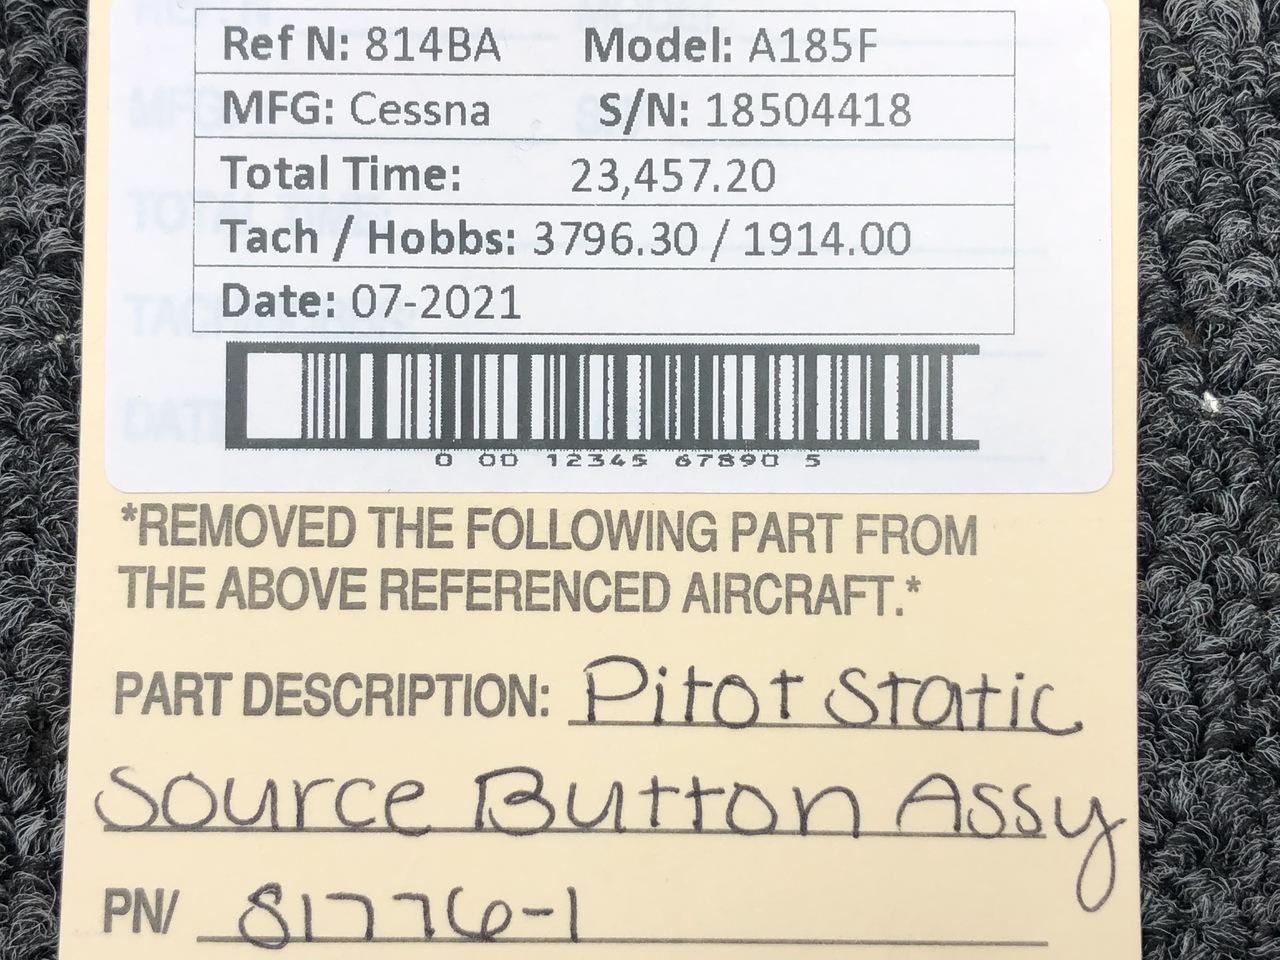 Ref N: 814BA Model: A185F
MFG: Cessna S/N: 18504418
Total Time: 23,457.20
Tach / Hobbs: 3796.30 / 1914.00
Date: 07-2021
0 00 12345 67890 5
*REMOVED THE FOLLOWING PART FROM
THE ABOVE REFERENCED AIRCRAFT.*
PART DESCRIPTION: Pitot Static
Source Button Assy
PN/ 81776-1